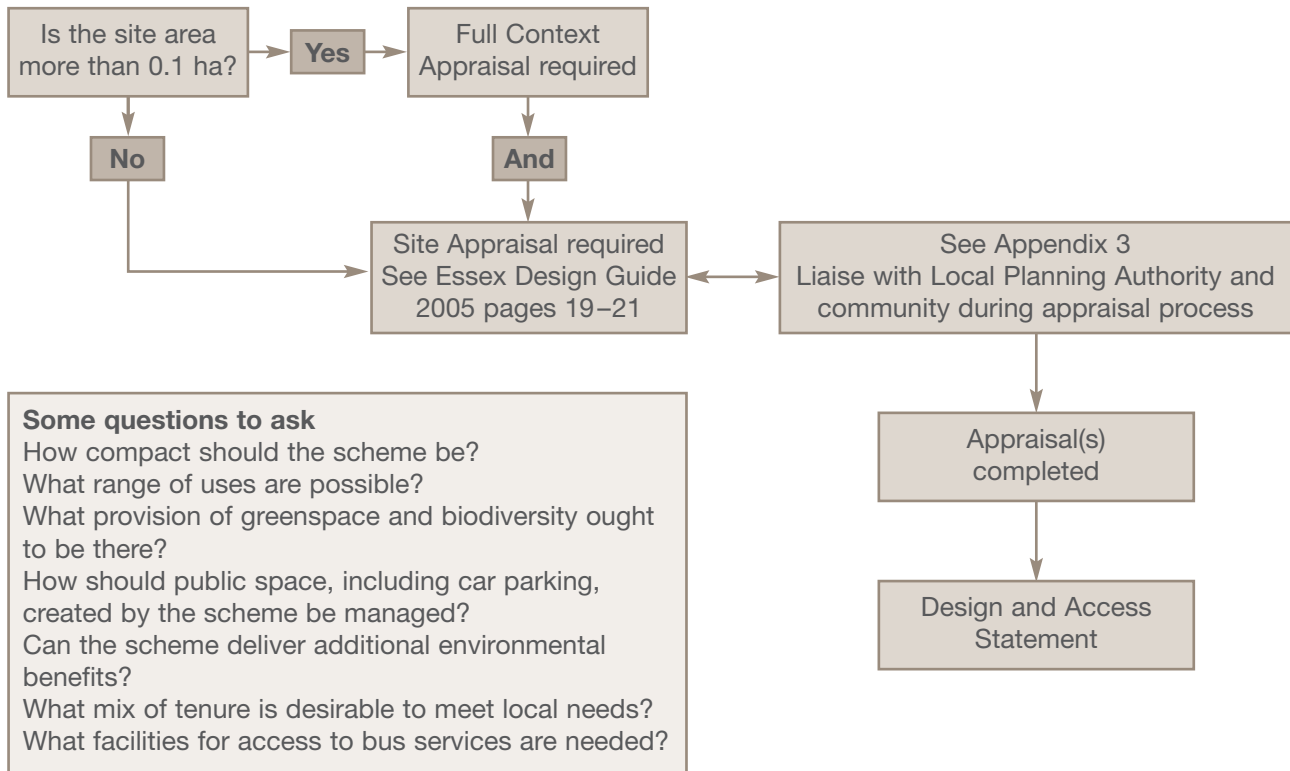 Is the site area
more than 0.1 ha?
Yes
Full Context
Appraisal required
No
And
Site Appraisal required
See Essex Design Guide
2005 pages 19–21
See Appendix 3
Liaise with Local Planning Authority and
community during appraisal process
Appraisal(s)
completed
Design and Access
Statement
Some questions to ask
How compact should the scheme be?
What range of uses are possible?
What provision of greenspace and biodiversity ought
to be there?
How should public space, including car parking,
created by the scheme be managed?
Can the scheme deliver additional environmental
benefits?
What mix of tenure is desirable to meet local needs?
What facilities for access to bus services are needed?